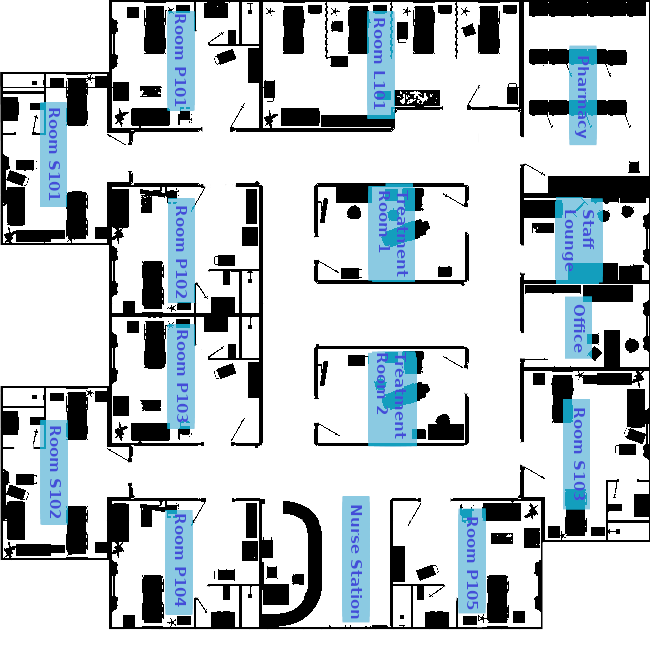 Room P101
Room L101
Pharmacy
Room S101
Room P102
Treatment
Room 1
Staff
Lounge
Office
Room P103
Treatment
Room 2
Room S102
Room S103
Room P104
Nurse Station
Room P105